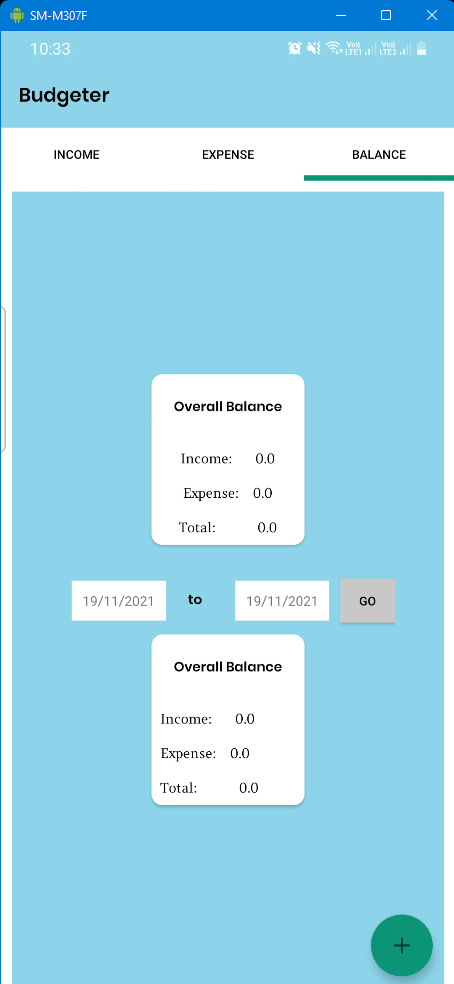 SM-M307F
10:33 Vo)) LTE1 Vo)) LTE2
Budgeter
INCOME EXPENSE BALANCE
Overall Balance
Income: 0.0
Expense: 0.0
Total: 0.0
19/11/2021 to 19/11/2021 GO
Overall Balance
Income: 0.0
Expense: 0.0
Total: 0.0
+